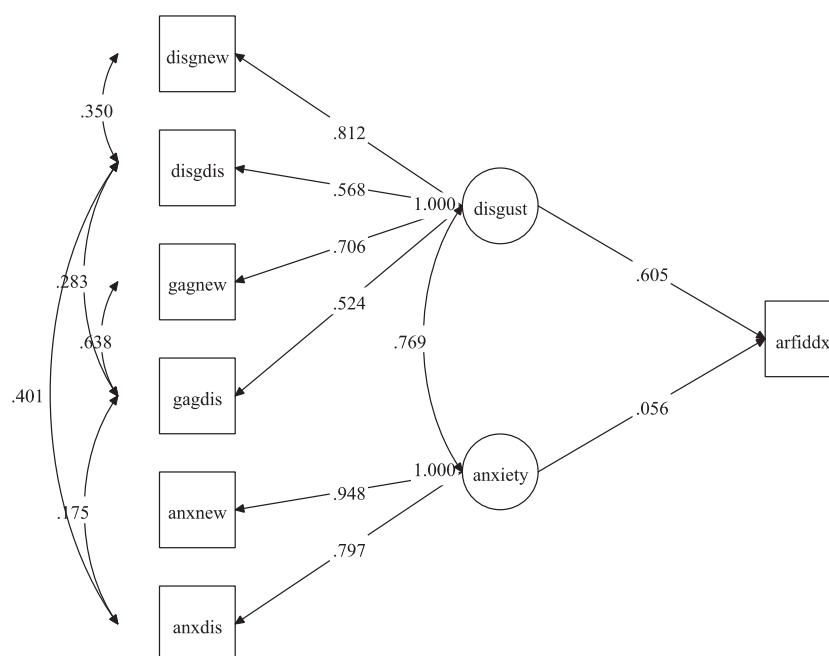 disgnew
.350
.812
disgdis
.568
1.000
disgust
.706
gagnew
.283
.524
.605
.638
.769
arfiddx
.401
gagdis
.056
1.000
anxiety
anxnew
.948
.175
.797
anxdis